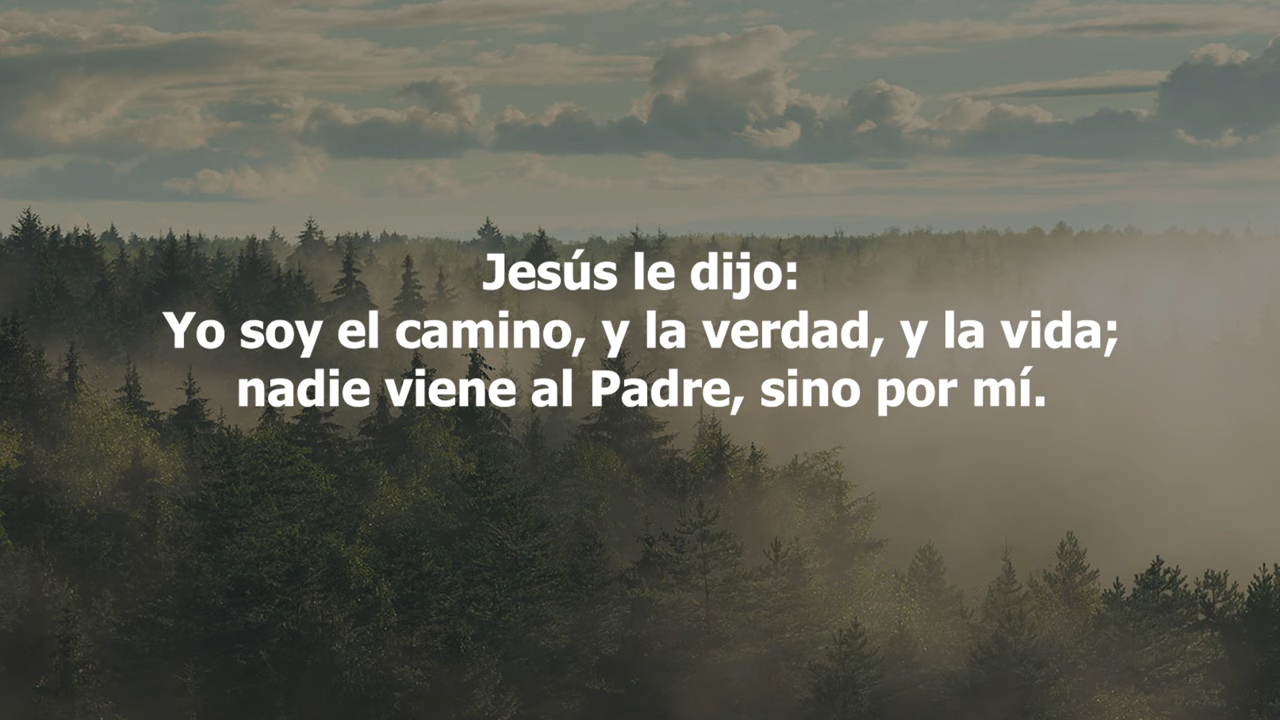 Jesús le dijo:
Yo soy el camino, y la verdad, y la vida;
nadie viene al Padre, sino por mí.